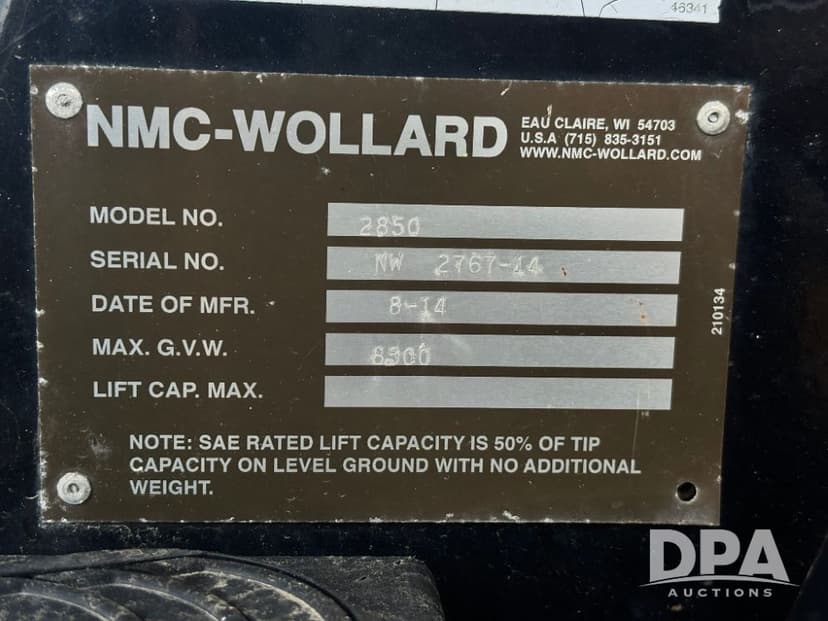 46341
NMC-WOLLARD
EAU CLAIRE, WI 54703
U.S.A (715) 835-3151
WWW.NMC-WOLLARD.COM
MODEL NO. 2850
SERIAL NO. NW 2767-14
DATE OF MFR. 8-14
MAX. G.V.W.
LIFT CAP. MAX.
210134
NOTE: SAE RATED LIFT CAPACITY IS 50% OF TIP
CAPACITY ON LEVEL GROUND WITH NO ADDITIONAL
WEIGHT.
DPA
AUCTIONS